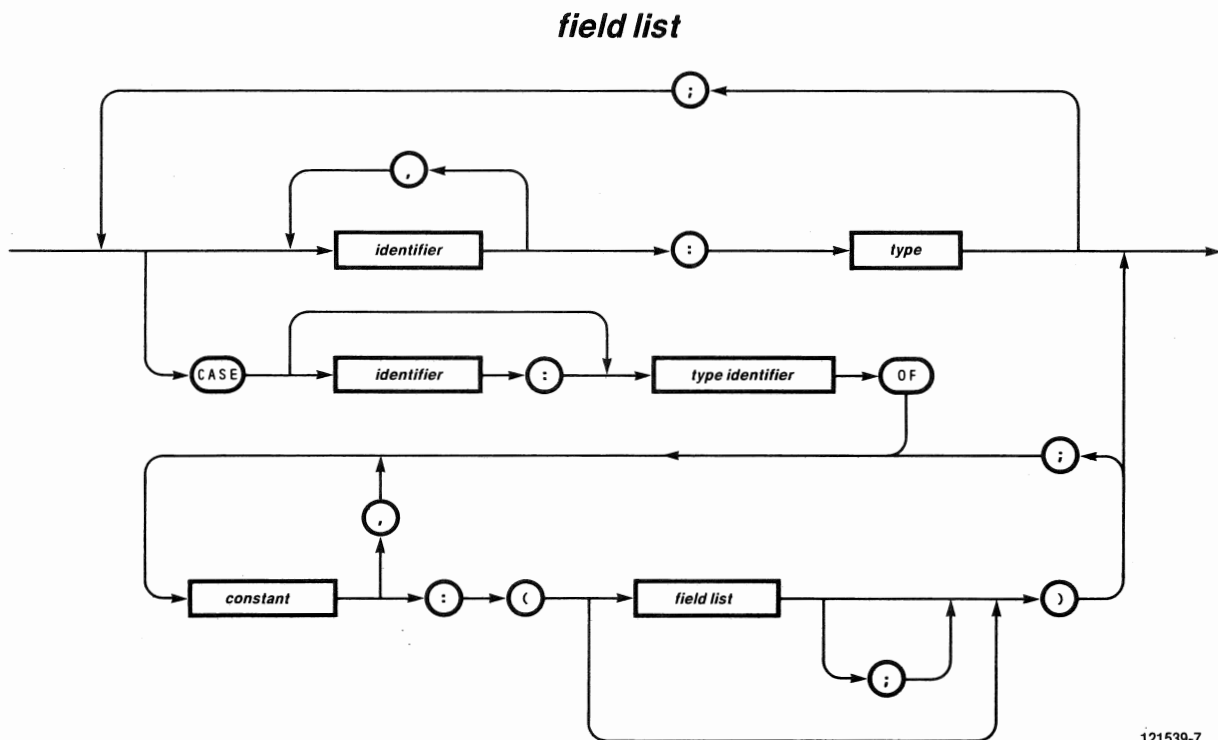 field list
;
,
identifier : type
CASE identifier : type identifier OF
;
,
constant : ( field list )
;
121539-7